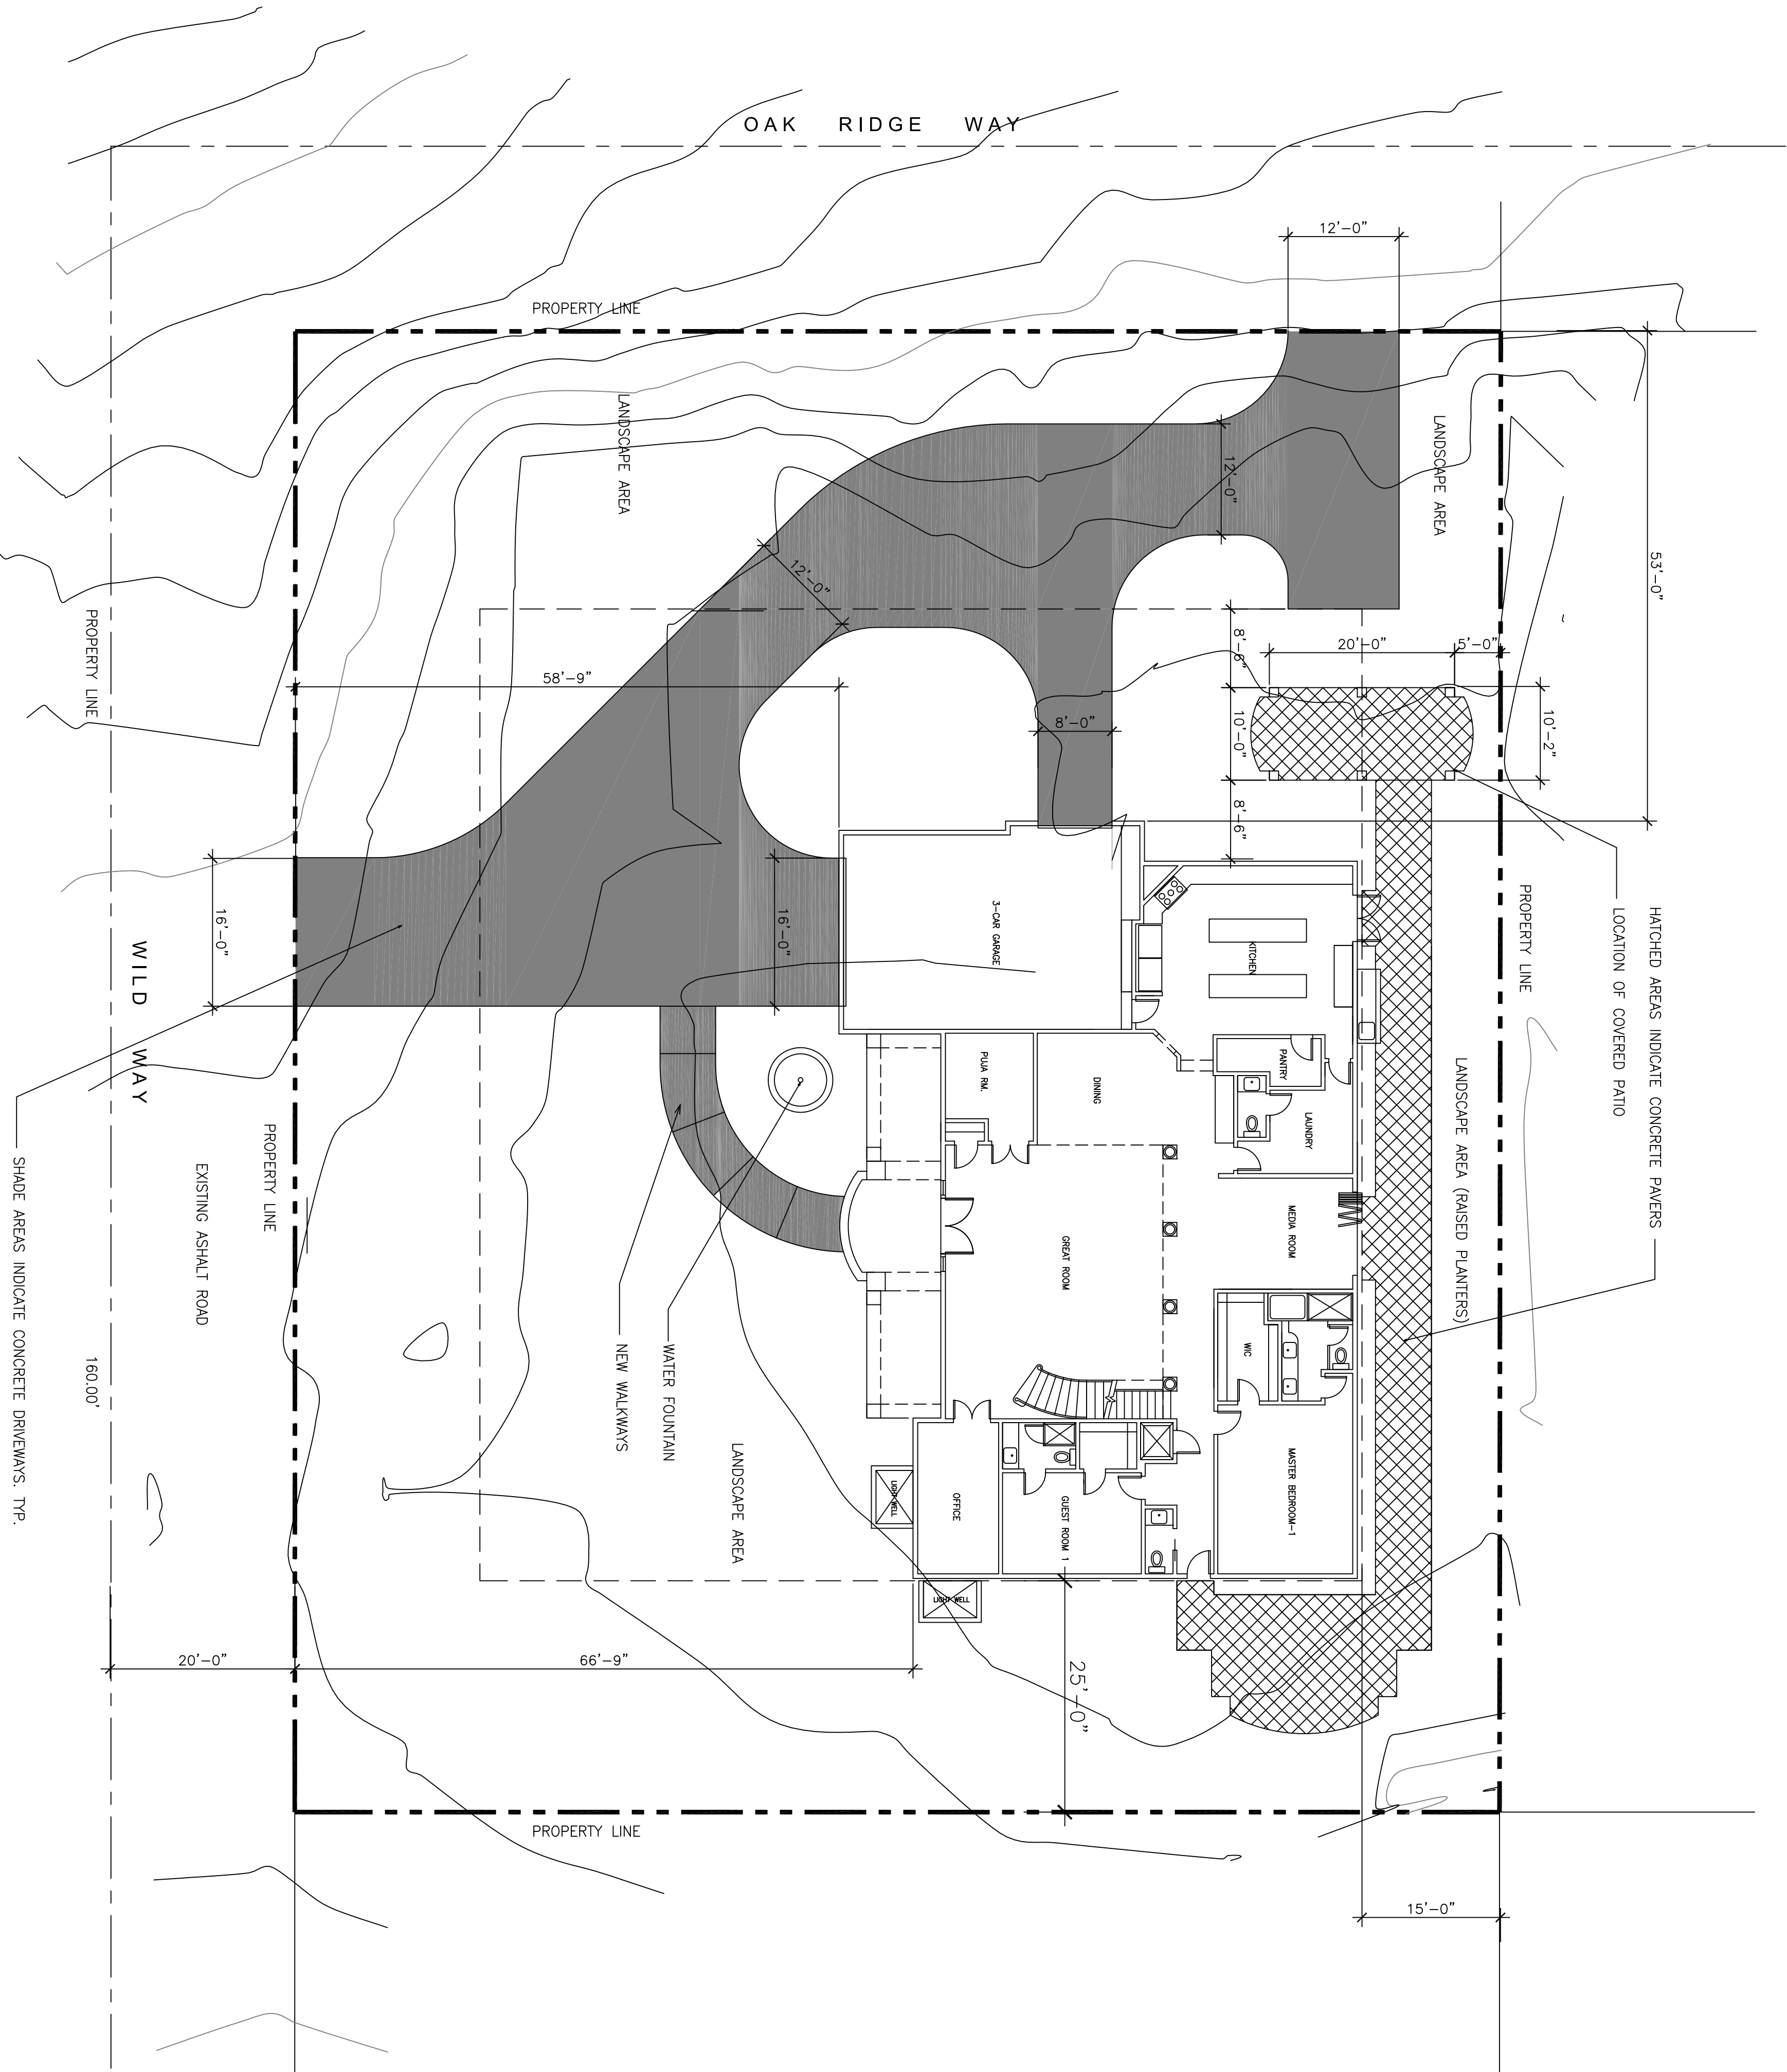 OAK RIDGE WAY
12'-0"
PROPERTY LINE
LANDSCAPE AREA
LANDSCAPE AREA
12'-0"
53'-0"
12'-0"
PROPERTY LINE
8'-6"
20'-0"
5'-0"
58'-9"
8'-0"
10'-0"
10'-2"
8'-6"
16'-0"
16'-0"
3-CAR GARAGE
KITCHEN
PROPERTY LINE
HATCHED AREAS INDICATE CONCRETE PAVERS
LOCATION OF COVERED PATIO
WILD WAY
PUJA RM.
DINING
PANTRY
LAUNDRY
LANDSCAPE AREA (RAISED PLANTERS)
PROPERTY LINE
EXISTING ASHALT ROAD
GREAT ROOM
MEDIA ROOM
WIC
NEW WALKWAYS
WATER FOUNTAIN
160.00'
SHADE AREAS INDICATE CONCRETE DRIVEWAYS. TYP.
LANDSCAPE AREA
LIGHT WELL
OFFICE
GUEST ROOM 1
MASTER BEDROOM-1
LIGHT WELL
20'-0"
66'-9"
25'-0"
PROPERTY LINE
15'-0"